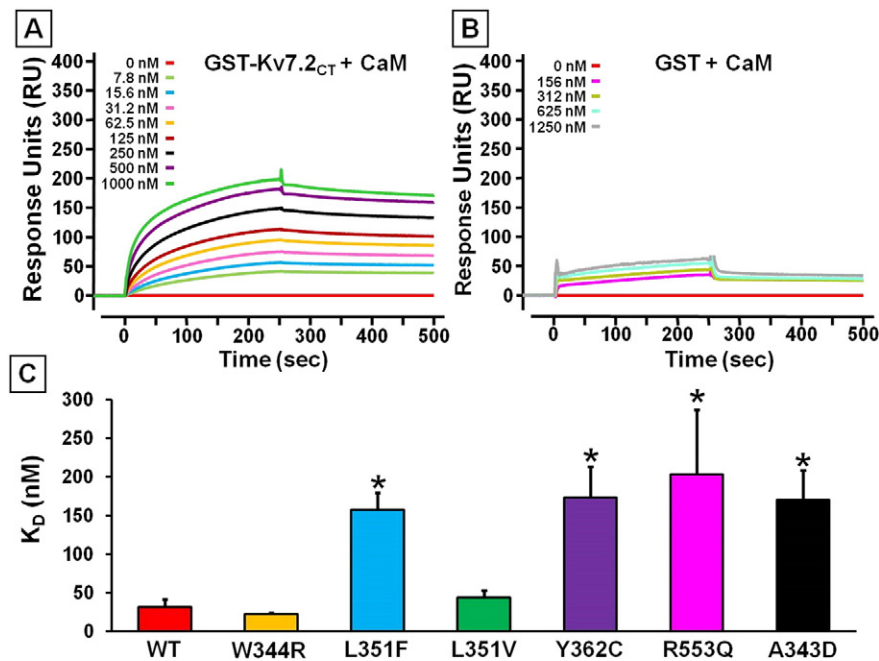 A
GST-Kv7.2CT + CaM
Response Units (RU)
400
350
300
250
200
150
100
50
0
0 nM
7.8 nM
15.6 nM
31.2 nM
62.5 nM
125 nM
250 nM
500 nM
1000 nM
0 100 200 300 400 500
Time (sec)
B
GST + CaM
Response Units (RU)
400
350
300
250
200
150
100
50
0
0 nM
156 nM
312 nM
625 nM
1250 nM
0 100 200 300 400 500
Time (sec)
C
KD (nM)
300
250
200
150
100
50
0
* * * *
WT W344R L351F L351V Y362C R553Q A343D